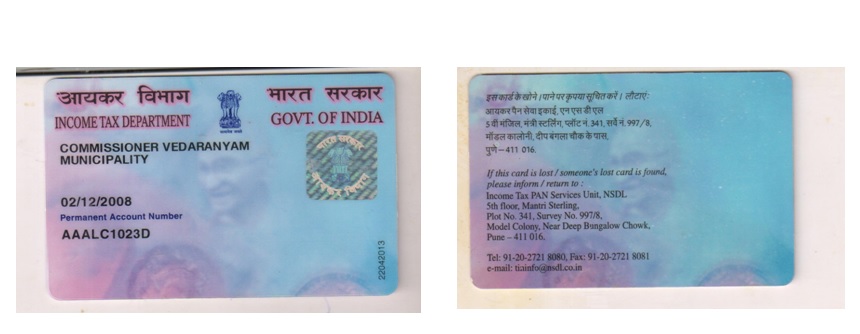 आयकर विभाग
INCOME TAX DEPARTMENT
भारत सरकार
GOVT. OF INDIA
COMMISSIONER VEDARANYAM
MUNICIPALITY
02/12/2008
Permanent Account Number
AAALC1023D
22042013
भारत सरकार
आयकर विभाग
इस कार्ड के खोने / पाने पर कृपया सूचित करें / लौटाएं:
आयकर पैन सेवा इकाई, एन एस डी एल
5 वीं मंजिल, मंत्री स्टर्लिंग, प्लॉट नं. 341, सर्वे नं. 997/8,
मॉडल कालोनी, दीप बंगला चौक के पास,
पुणे – 411 016.
If this card is lost / someone's lost card is found,
please inform / return to :
Income Tax PAN Services Unit, NSDL
5th floor, Mantri Sterling,
Plot No. 341, Survey No. 997/8,
Model Colony, Near Deep Bungalow Chowk,
Pune – 411 016.
Tel: 91-20-2721 8080, Fax: 91-20-2721 8081
e-mail: tininfo@nsdl.co.in